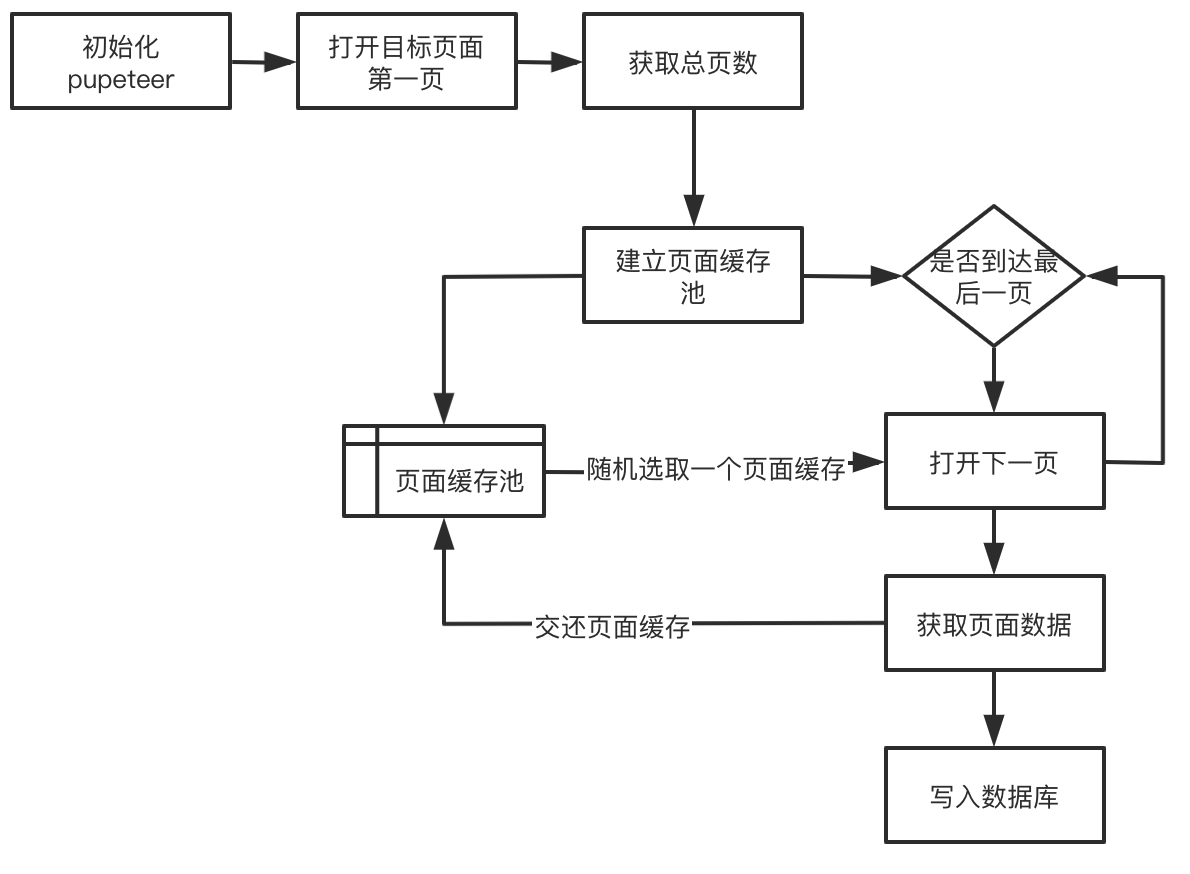 初始化
pupeteer
打开目标页面
第一页
获取总页数
建立页面缓存
池
是否到达最
后一页
页面缓存池
随机选取一个页面缓存
打开下一页
交还页面缓存
获取页面数据
写入数据库